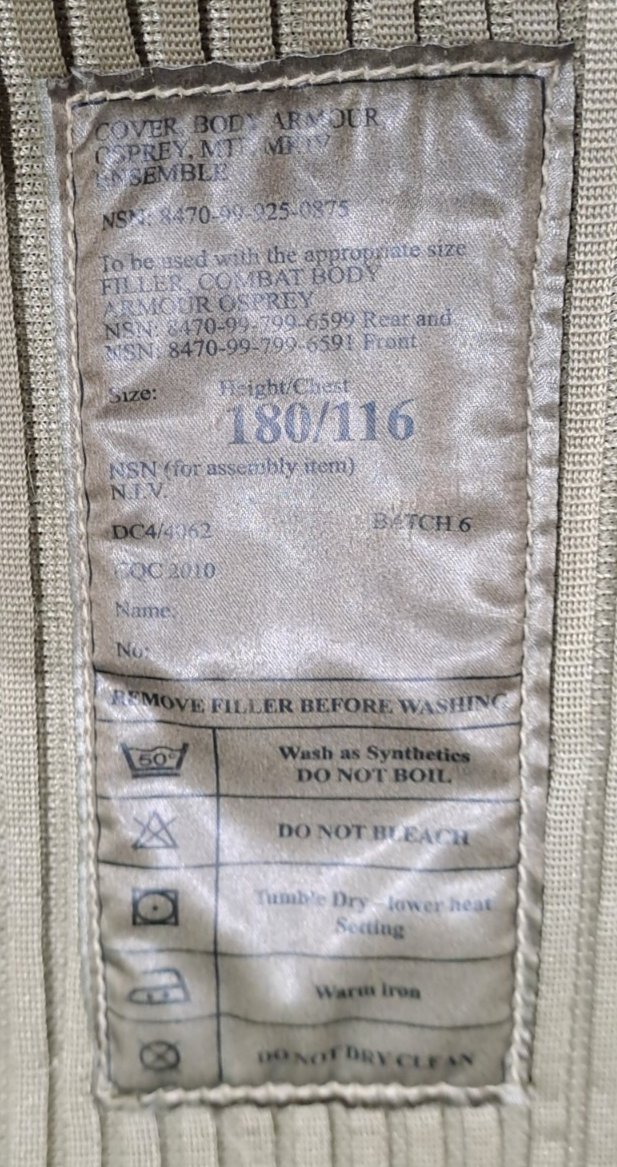 COVER, BODY ARMOUR,
OSPREY, MTP, MKIV
ENSEMBLE
NSN: 8470-99-925-0875
To be used with the appropriate size
FILLER, COMBAT BODY
ARMOUR OSPREY
NSN: 8470-99-799-6599 Rear and
NSN: 8470-99-799-6591 Front
Size: Height/Chest
180/116
NSN (for assembly item)
N.I.V.
DC4/4062 BATCH 6
CQC 2010
Name:
No:
REMOVE FILLER BEFORE WASHING
50° Wash as Synthetics
DO NOT BOIL
DO NOT BLEACH
Tumble Dry - lower heat
Setting
Warm iron
DO NOT DRY CLEAN